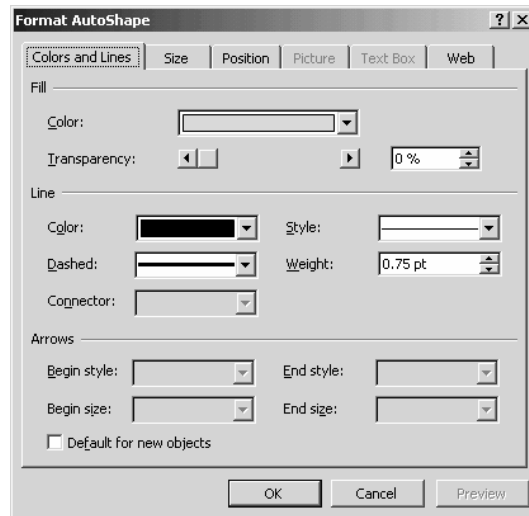 Format AutoShape
Colors and Lines Size Position Picture Text Box Web
Fill
Color:
Transparency: 0 %
Line
Color: Style:
Dashed: Weight: 0.75 pt
Connector:
Arrows
Begin style: End style:
Begin size: End size:
Default for new objects
OK Cancel Preview